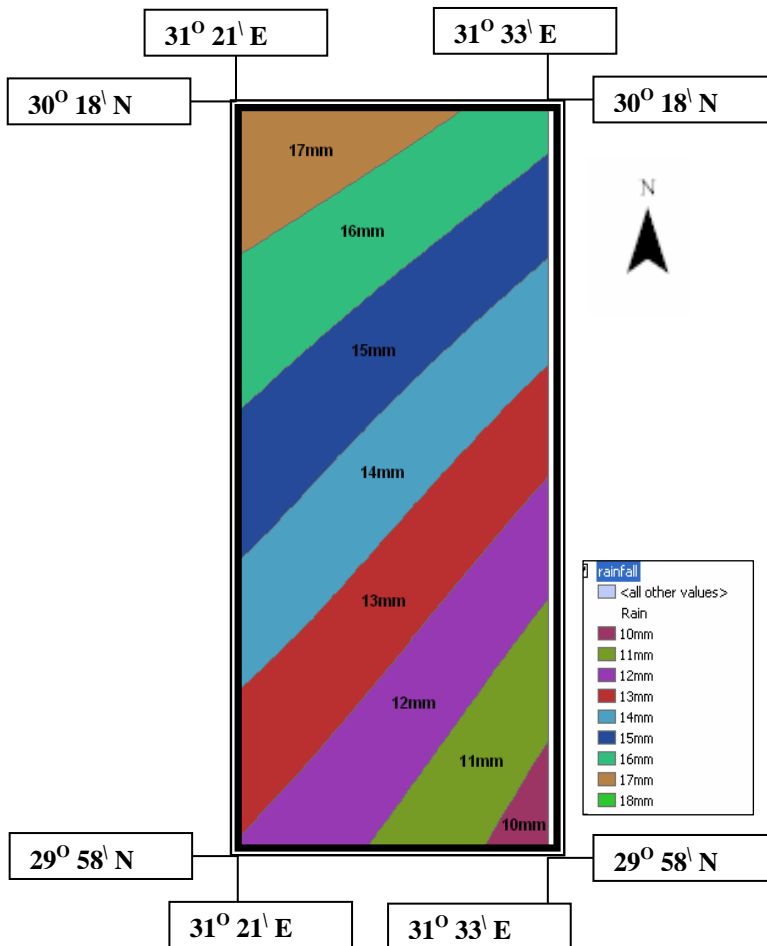 31O 21\ E
31O 33\ E
30O 18\ N
30O 18\ N
N
17mm
16mm
15mm
14mm
13mm
12mm
11mm
10mm
rainfall
<all other values>
Rain
10mm
11mm
12mm
13mm
14mm
15mm
16mm
17mm
18mm
29O 58\ N
29O 58\ N
31O 21\ E
31O 33\ E